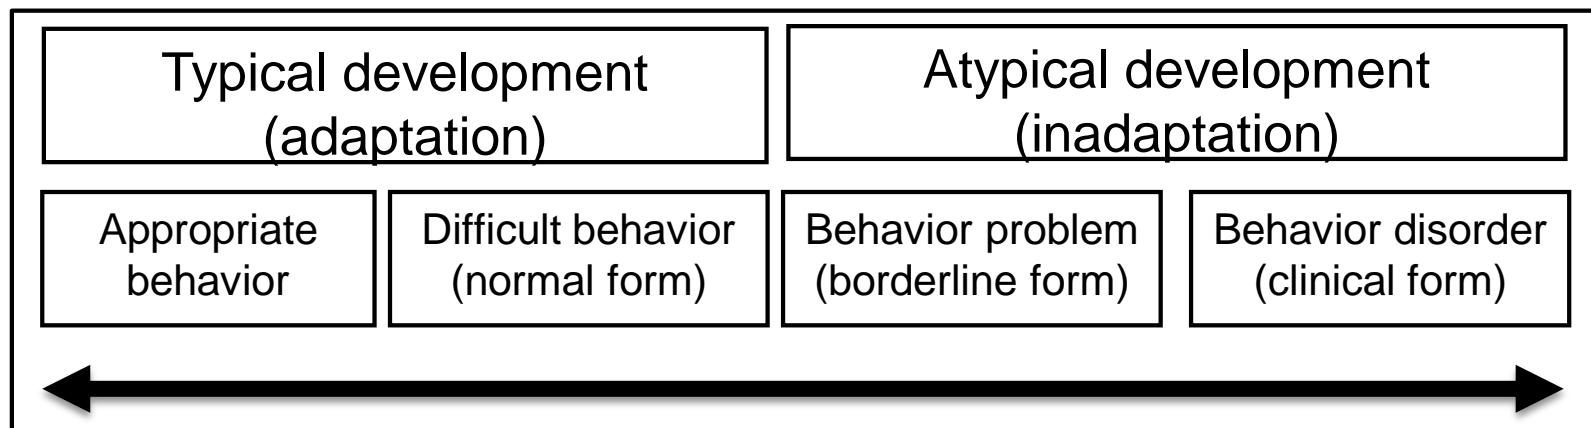 Typical development
(adaptation)
Atypical development
(inadaptation)
Appropriate
behavior
Difficult behavior
(normal form)
Behavior problem
(borderline form)
Behavior disorder
(clinical form)